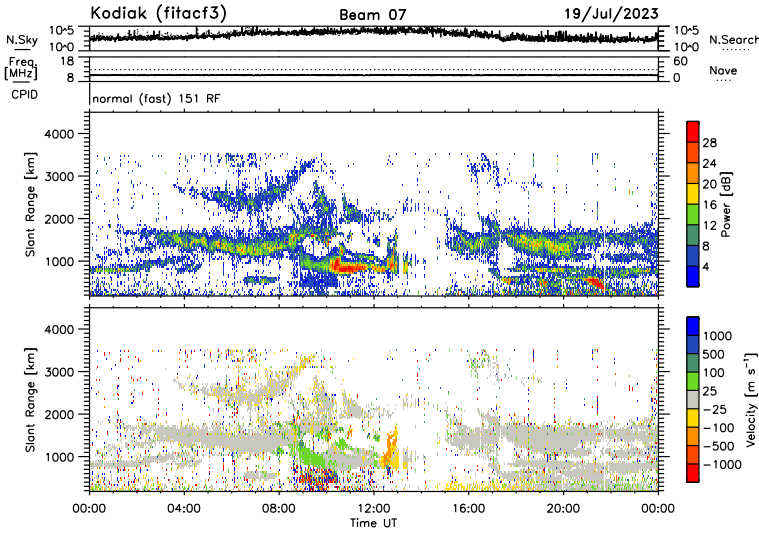 Kodiak (fitacf3) Beam 07 19/Jul/2023
N.Sky 10^5 10^0 10^5 10^0 N.Search
Freq. [MHz] 18 8 60 0 Nave
CPID normal (fast) 151 RF
Slant Range [km] 4000 3000 2000 1000
Power [dB] 28 24 20 16 12 8 4
Slant Range [km] 4000 3000 2000 1000
Velocity [m s⁻¹] 1000 500 100 25 −25 −100 −500 −1000
00:00 04:00 08:00 12:00 16:00 20:00 00:00
Time UT